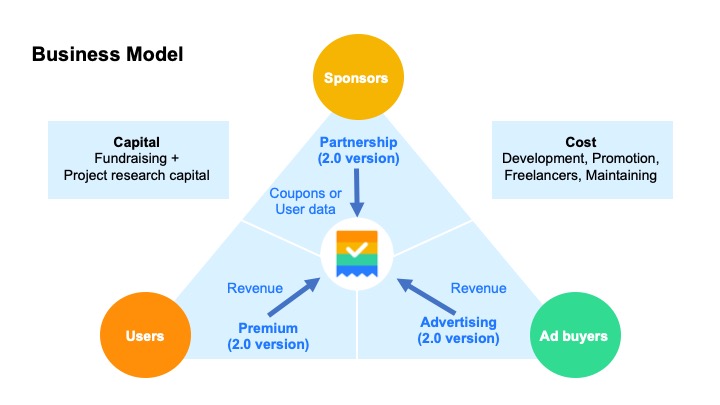 Business Model
Sponsors
Capital
Fundraising +
Project research capital
Partnership
(2.0 version)
Cost
Development, Promotion,
Freelancers, Maintaining
Coupons or
User data
Revenue
Revenue
Users
Premium
(2.0 version)
Advertising
(2.0 version)
Ad buyers